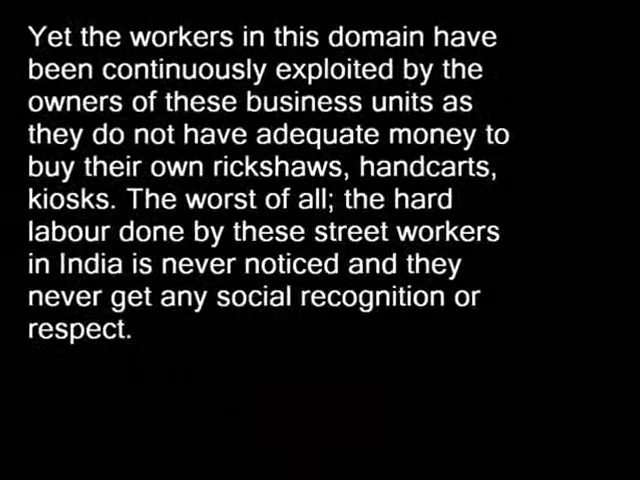 Yet the workers in this domain have
been continuously exploited by the
owners of these business units as
they do not have adequate money to
buy their own rickshaws, handcarts,
kiosks. The worst of all; the hard
labour done by these street workers
in India is never noticed and they
never get any social recognition or
respect.